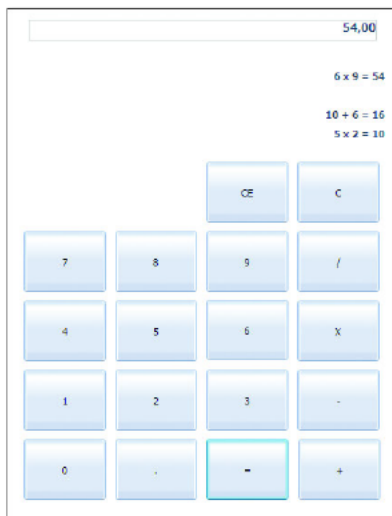 54,00
6 x 9 = 54
10 + 6 = 16
5 x 2 = 10
CE C
7 8 9 /
4 5 6 X
1 2 3 -
0 . = +